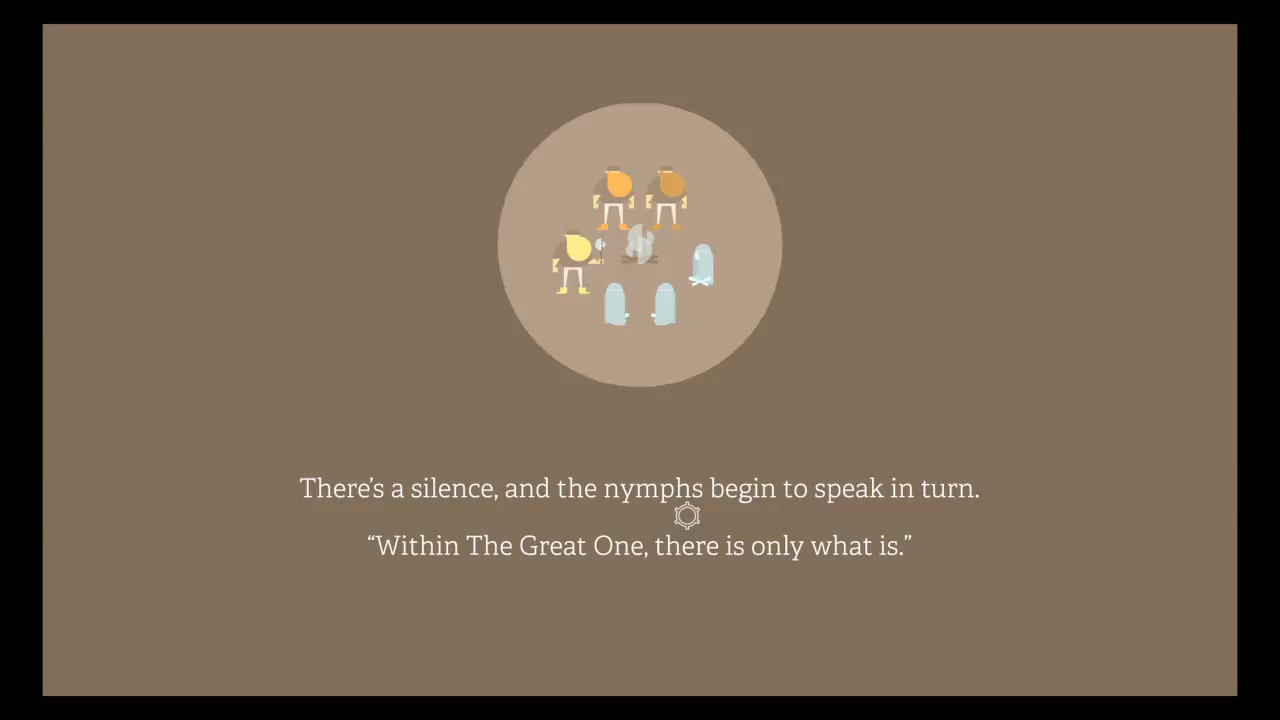 There’s a silence, and the nymphs begin to speak in turn.
“Within The Great One, there is only what is.”